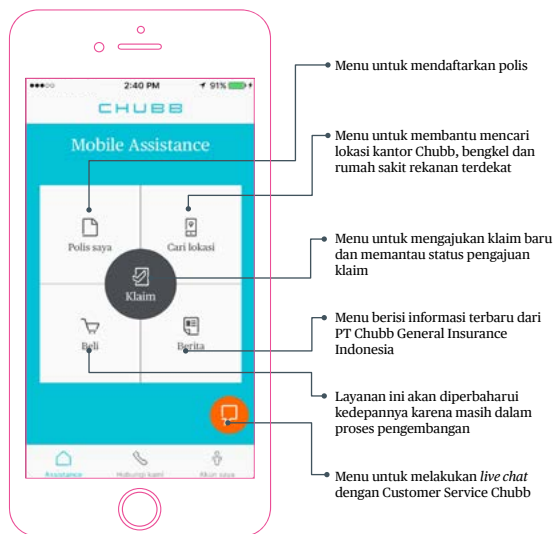 2:40 PM
91%
CHUBB
Mobile Assistance
Polis saya
Cari lokasi
Klaim
Beli
Berita
Assistance
Hubungi kami
Akun saya
Menu untuk mendaftarkan polis
Menu untuk membantu mencari
lokasi kantor Chubb, bengkel dan
rumah sakit rekanan terdekat
Menu untuk mengajukan klaim baru
dan memantau status pengajuan
klaim
Menu berisi informasi terbaru dari
PT Chubb General Insurance
Indonesia
Layanan ini akan diperbaharui
kedepannya karena masih dalam
proses pengembangan
Menu untuk melakukan live chat
dengan Customer Service Chubb